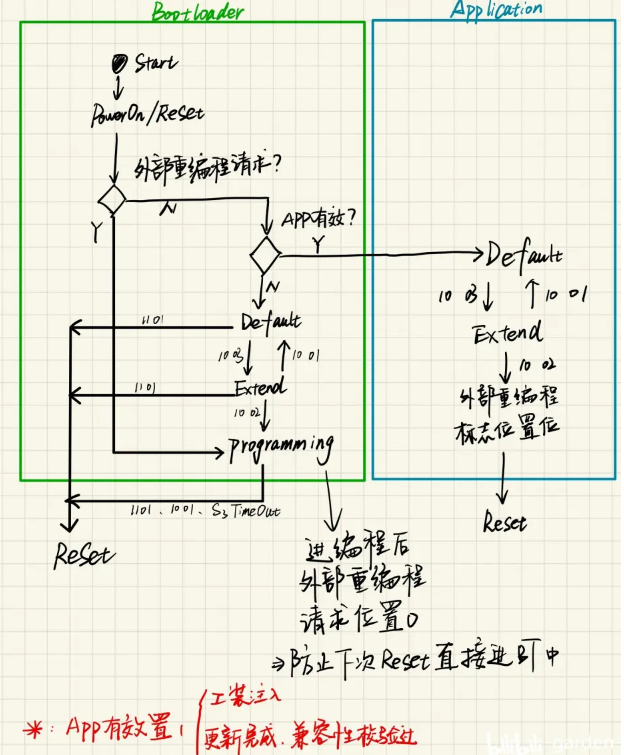 Bootloader
Application
Start
PowerOn/Reset
外部重编程请求?
Y
N
APP有效?
Y
N
Default
1101
Default
10 03
10 01
10 03
10 01
Extend
1101
Extend
10 02
10 02
外部重编程
标志位置位
programming
1101、1001、S3 TimeOut
Reset
Reset
进编程后
外部重编程
请求位置0
⇒防止下次Reset直接进BT中
*: App有效置1
工装注入
更新完成、兼容性校验过